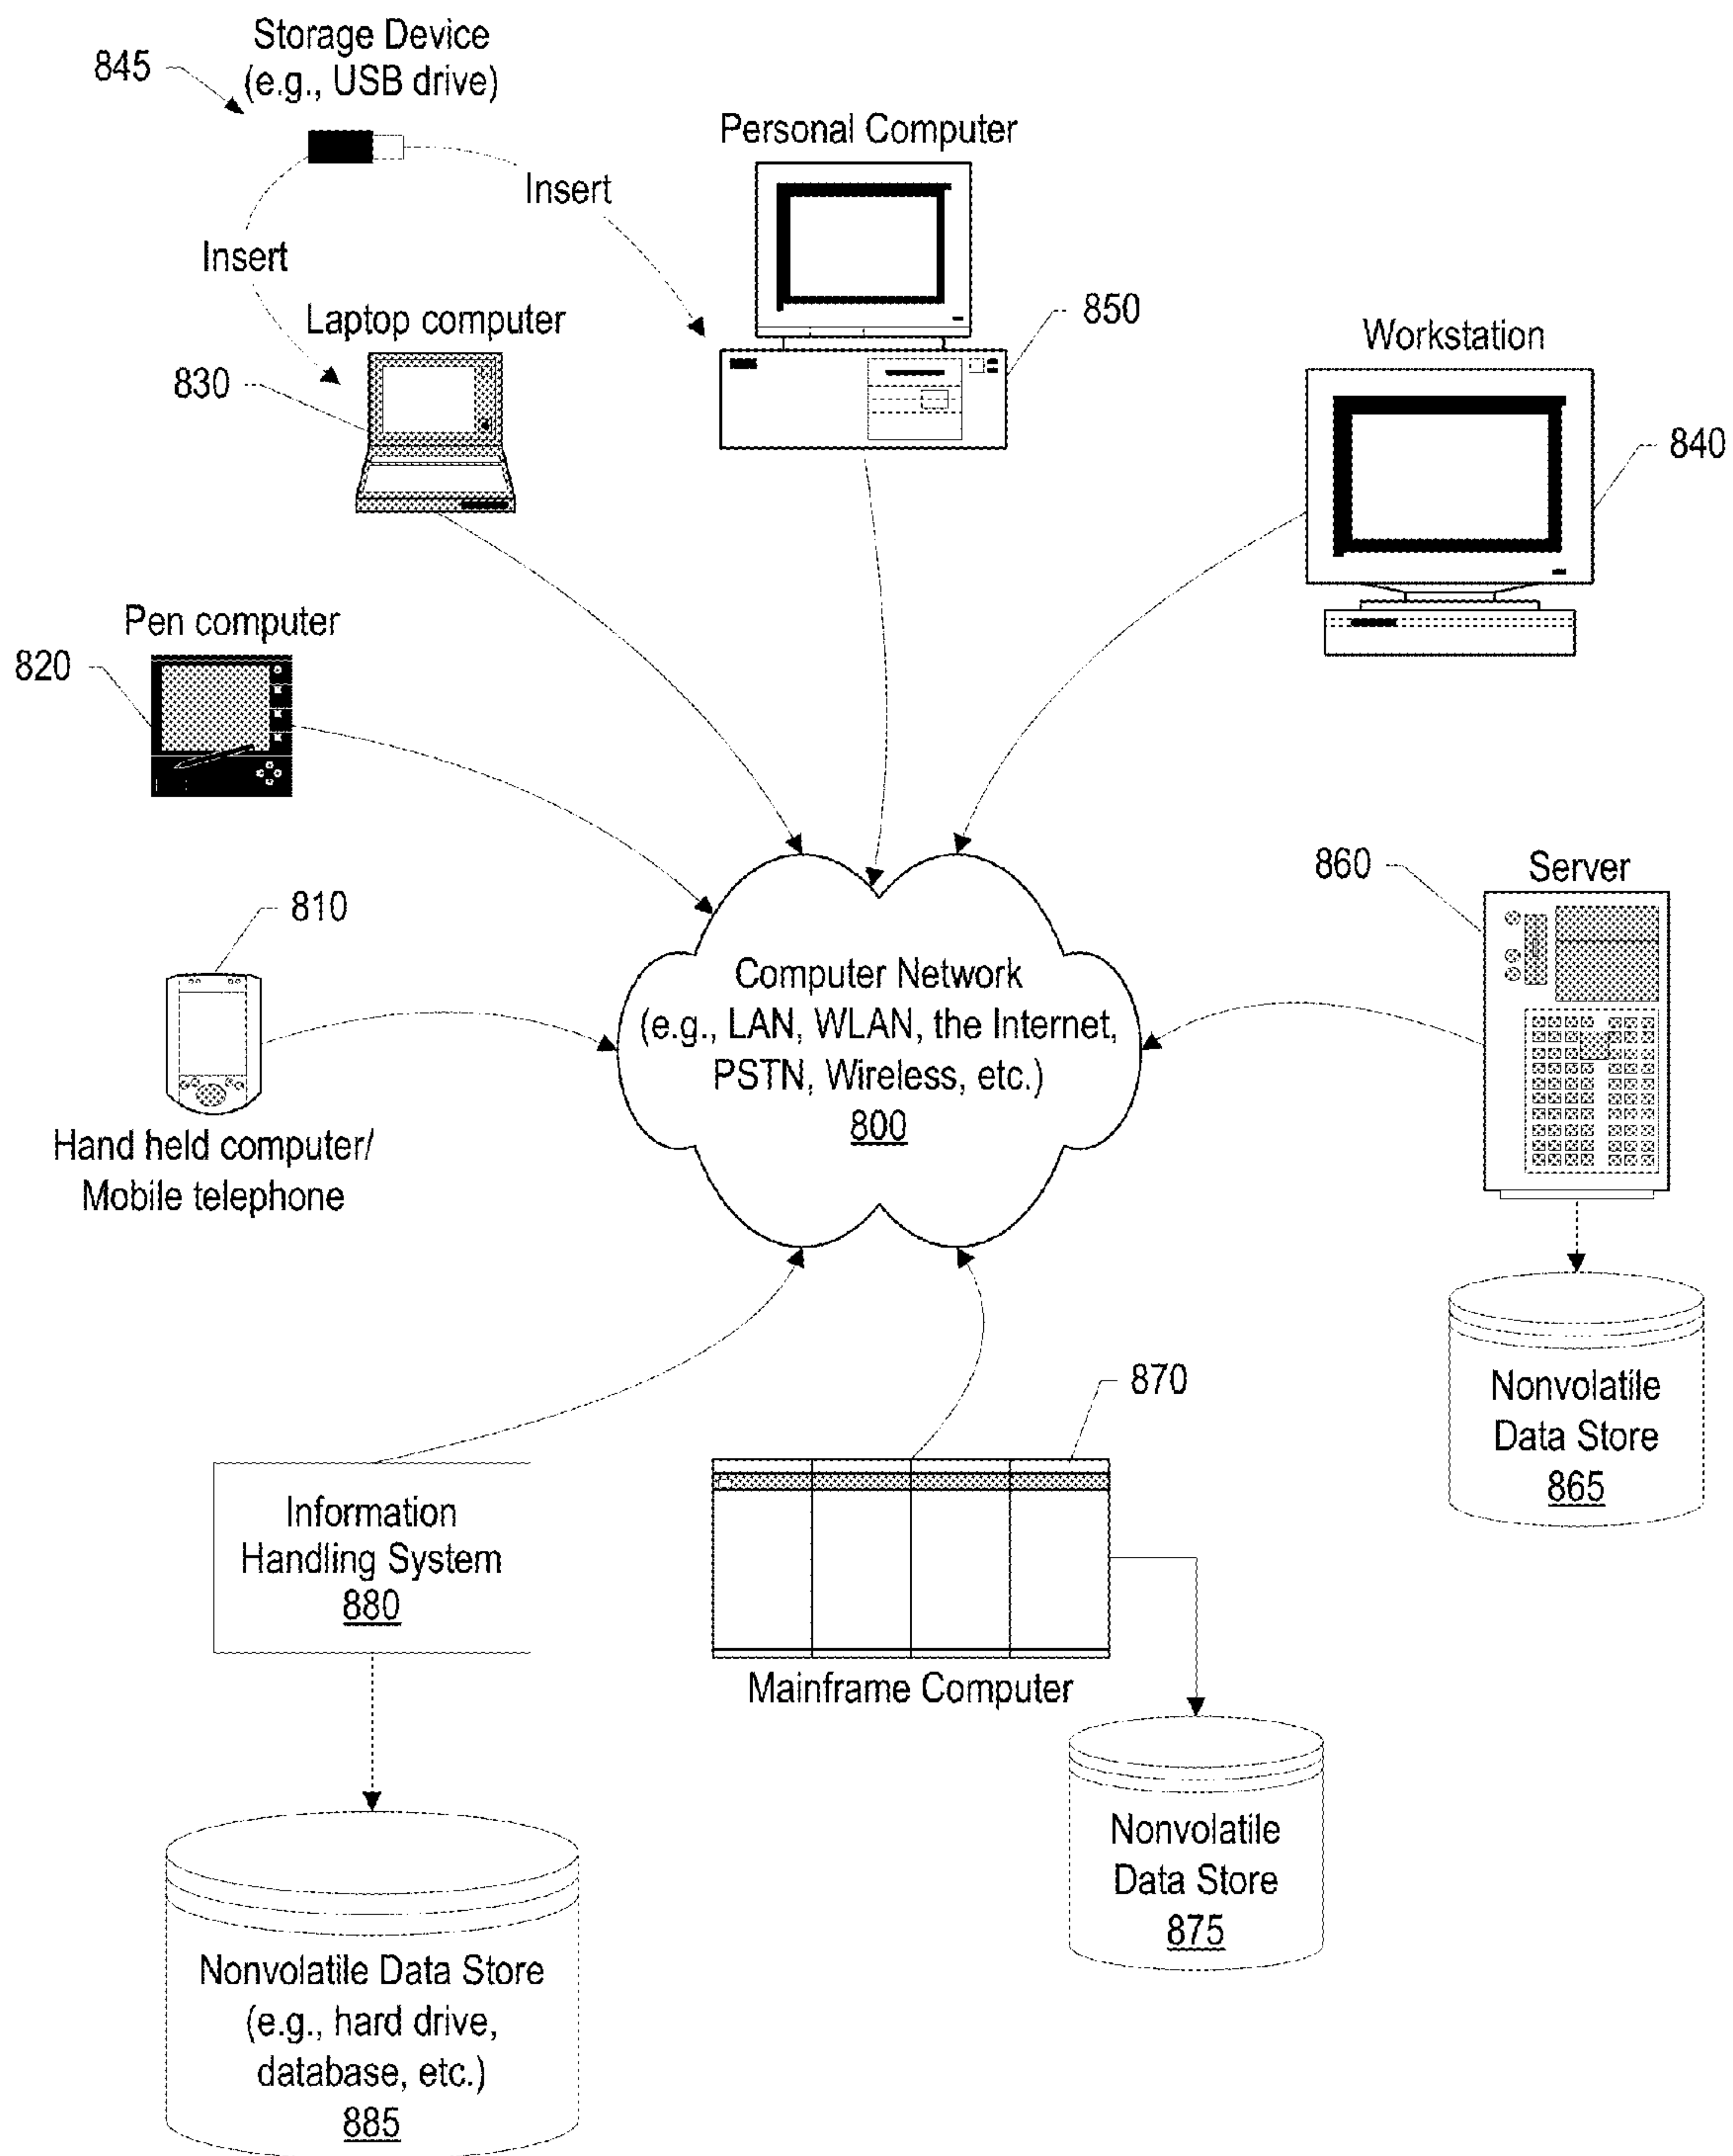 Storage Device
(e.g., USB drive)
845
Personal Computer
Insert
Insert
Laptop computer
850
Workstation
830
840
Pen computer
820
860
Server
810
Computer Network
(e.g., LAN, WLAN, the Internet,
PSTN, Wireless, etc.)
800
Hand held computer/
Mobile telephone
870
Nonvolatile
Data Store
865
Information
Handling System
880
Mainframe Computer
Nonvolatile
Data Store
875
Nonvolatile Data Store
(e.g., hard drive,
database, etc.)
885